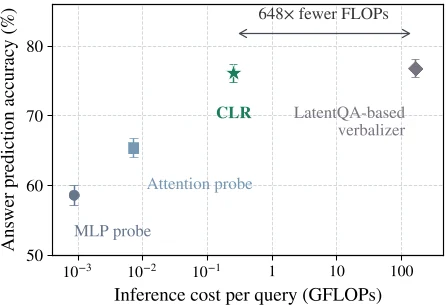 648× fewer FLOPs
Answer prediction accuracy (%)
80
70
60
50
CLR
LatentQA-based
verbalizer
Attention probe
MLP probe
10⁻³
10⁻²
10⁻¹
1
10
100
Inference cost per query (GFLOPs)